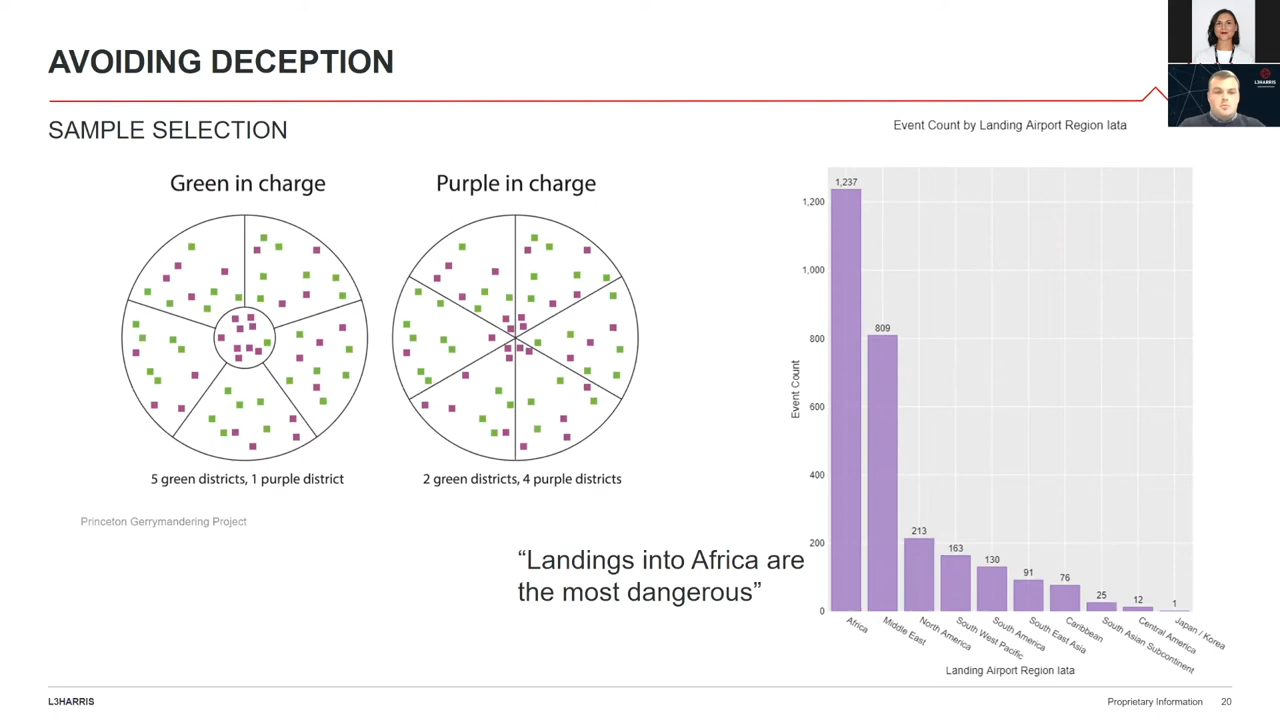 AVOIDING DECEPTION
SAMPLE SELECTION
Green in charge
Purple in charge
5 green districts, 1 purple district
2 green districts, 4 purple districts
Princeton Gerrymandering Project
“Landings into Africa are
the most dangerous”
Event Count by Landing Airport Region Iata
Event Count
1,200
1,000
800
600
400
200
0
1,237
809
213
163
130
91
76
25
12
1
Africa
Middle East
North America
South West Pacific
South America
South East Asia
Caribbean
South Asian Subcontinent
Central America
Japan / Korea
Landing Airport Region Iata
L3HARRIS
L3HARRIS
Proprietary Information
20